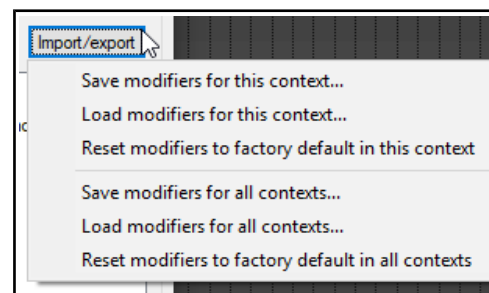 Import/export
Save modifiers for this context...
Load modifiers for this context...
Reset modifiers to factory default in this context
Save modifiers for all contexts...
Load modifiers for all contexts...
Reset modifiers to factory default in all contexts